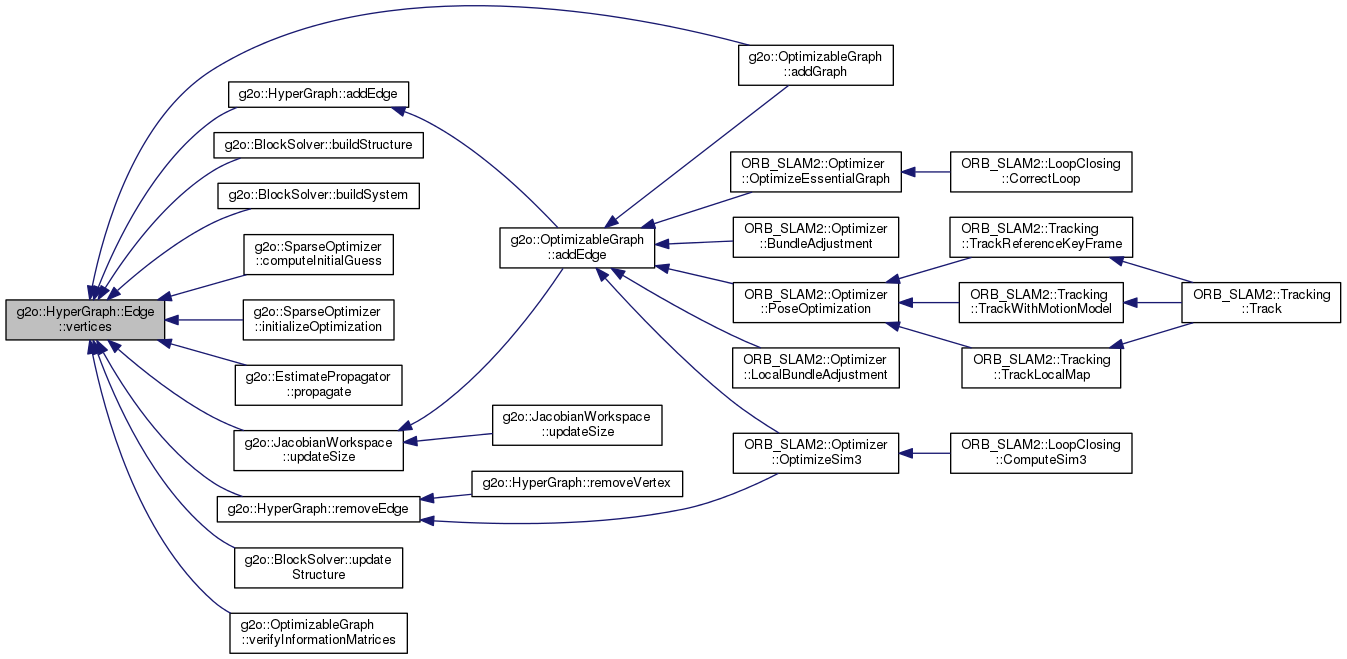 g2o::HyperGraph::Edge
::vertices
g2o::HyperGraph::addEdge
g2o::BlockSolver::buildStructure
g2o::BlockSolver::buildSystem
g2o::SparseOptimizer
::computeInitialGuess
g2o::SparseOptimizer
::initializeOptimization
g2o::EstimatePropagator
::propagate
g2o::JacobianWorkspace
::updateSize
g2o::HyperGraph::removeEdge
g2o::BlockSolver::update
Structure
g2o::OptimizableGraph
::verifyInformationMatrices
g2o::OptimizableGraph
::addEdge
g2o::JacobianWorkspace
::updateSize
g2o::HyperGraph::removeVertex
g2o::OptimizableGraph
::addGraph
ORB_SLAM2::Optimizer
::OptimizeEssentialGraph
ORB_SLAM2::Optimizer
::BundleAdjustment
ORB_SLAM2::Optimizer
::PoseOptimization
ORB_SLAM2::Optimizer
::LocalBundleAdjustment
ORB_SLAM2::Optimizer
::OptimizeSim3
ORB_SLAM2::LoopClosing
::CorrectLoop
ORB_SLAM2::Tracking
::TrackReferenceKeyFrame
ORB_SLAM2::Tracking
::TrackWithMotionModel
ORB_SLAM2::Tracking
::TrackLocalMap
ORB_SLAM2::LoopClosing
::ComputeSim3
ORB_SLAM2::Tracking
::Track